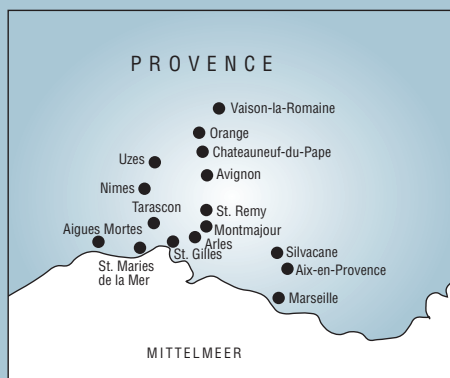 PROVENCE
Vaison-la-Romaine
Orange
Chateauneuf-du-Pape
Uzes
Avignon
Nimes
Tarascon
St. Remy
Aigues Mortes
Montmajour
Arles
St. Gilles
St. Maries
de la Mer
Silvacane
Aix-en-Provence
Marseille
MITTELMEER